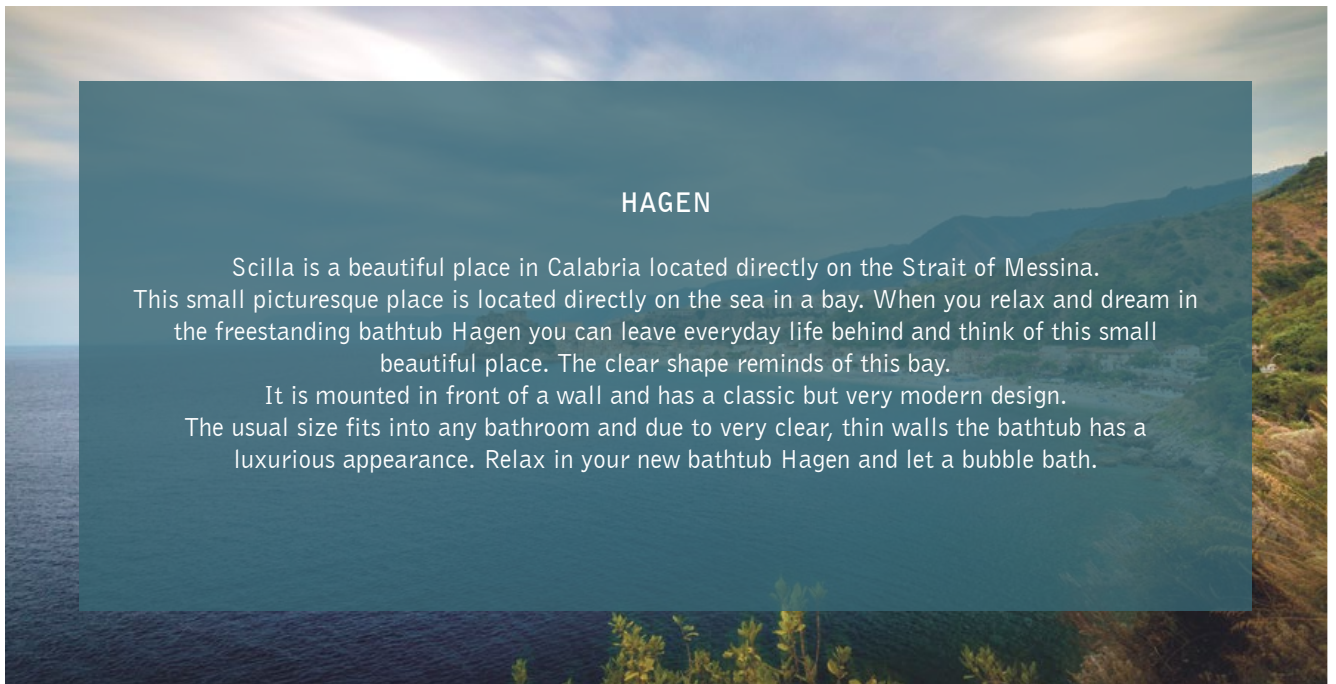 HAGEN
Scilla is a beautiful place in Calabria located directly on the Strait of Messina.
This small picturesque place is located directly on the sea in a bay. When you relax and dream in
the freestanding bathtub Hagen you can leave everyday life behind and think of this small
beautiful place. The clear shape reminds of this bay.
It is mounted in front of a wall and has a classic but very modern design.
The usual size fits into any bathroom and due to very clear, thin walls the bathtub has a
luxurious appearance. Relax in your new bathtub Hagen and let a bubble bath.